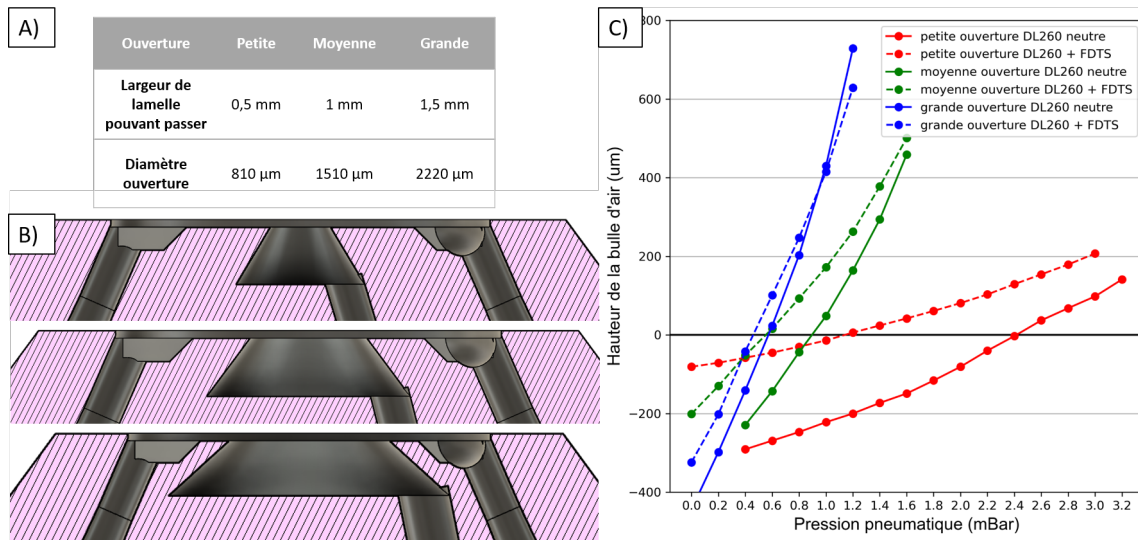 A)
Ouverture Petite Moyenne Grande
Largeur de
lamelle
pouvant passer
0,5 mm 1 mm 1,5 mm
Diamètre
ouverture
810 µm 1510 µm 2220 µm
B)
C)
petite ouverture DL260 neutre
petite ouverture DL260 + FDTS
moyenne ouverture DL260 neutre
moyenne ouverture DL260 + FDTS
grande ouverture DL260 neutre
grande ouverture DL260 + FDTS
Hauteur de la bulle d'air (um)
800
600
400
200
0
−200
−400
0.0 0.2 0.4 0.6 0.8 1.0 1.2 1.4 1.6 1.8 2.0 2.2 2.4 2.6 2.8 3.0 3.2
Pression pneumatique (mBar)